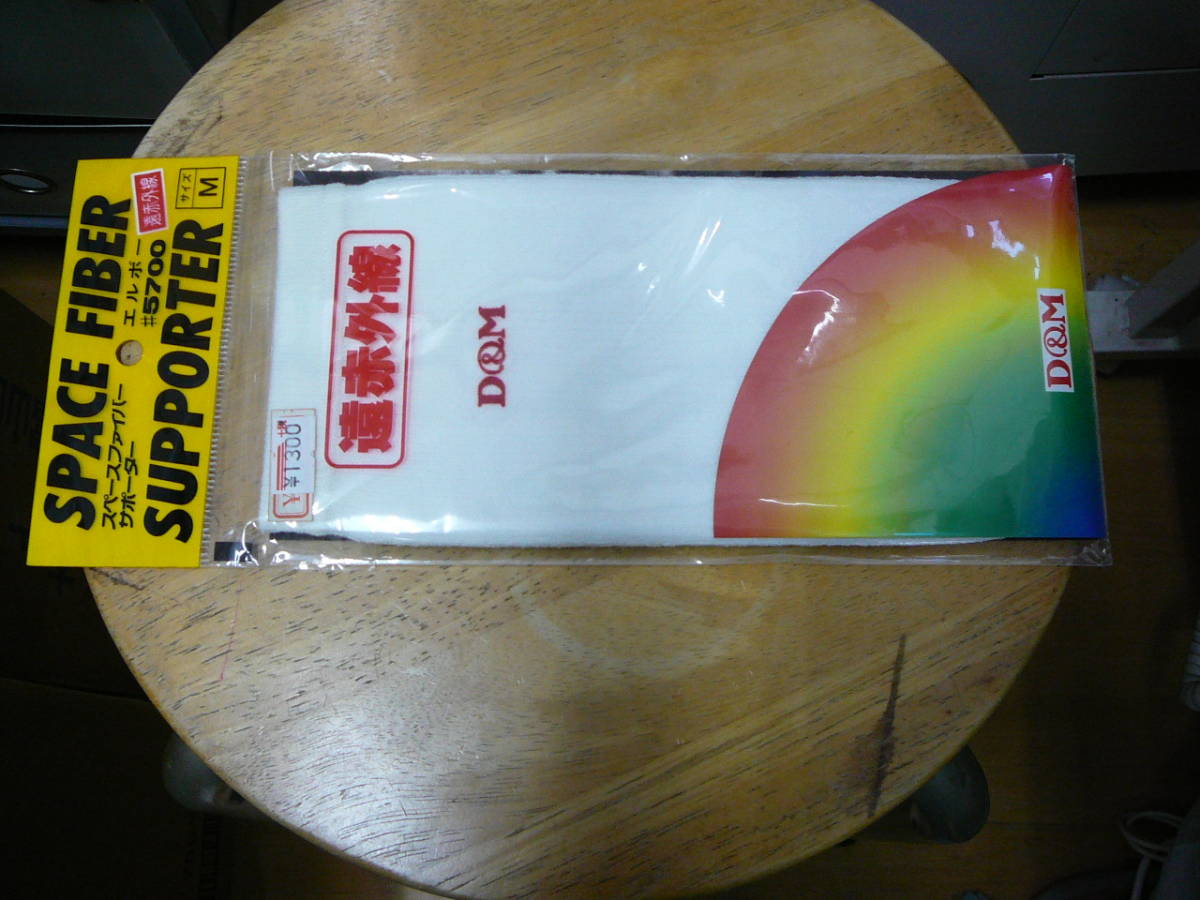 SPACE FIBER
遠赤外線
サイズ
M
スペースファイバー
サポーター
エルボー
#5700
SUPPORTER
¥1300
遠赤外線
D&M
D&M